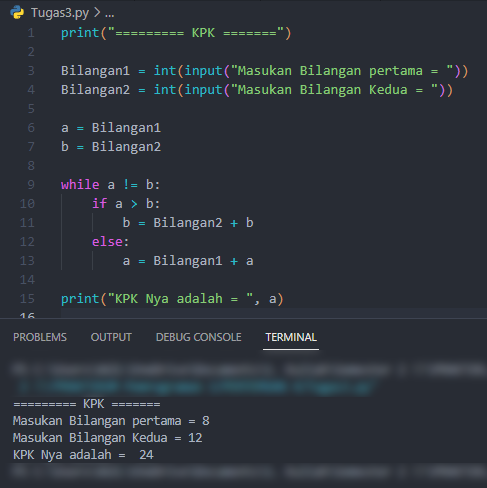 Tugas3.py > ...
1 print("========= KPK =======")
2
3 Bilangan1 = int(input("Masukan Bilangan pertama = "))
4 Bilangan2 = int(input("Masukan Bilangan Kedua = "))
5
6 a = Bilangan1
7 b = Bilangan2
8
9 while a != b:
10     if a > b:
11         b = Bilangan2 + b
12     else:
13         a = Bilangan1 + a
14
15 print("KPK Nya adalah = ", a)
16
PROBLEMS OUTPUT DEBUG CONSOLE TERMINAL
========= KPK =======
Masukan Bilangan pertama = 8
Masukan Bilangan Kedua = 12
KPK Nya adalah =  24